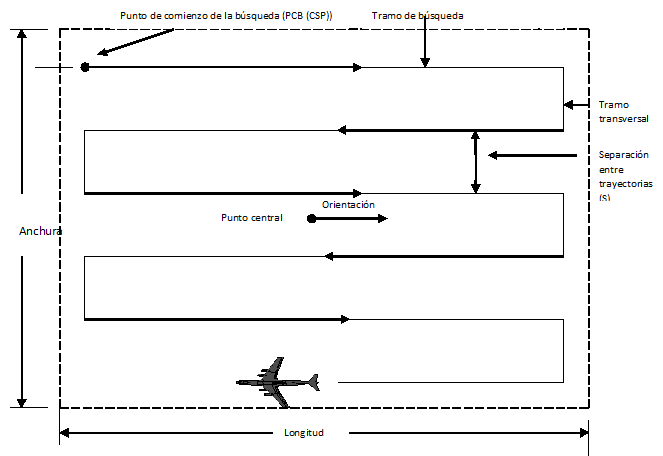 Punto de comienzo de la búsqueda (PCB (CSP))
Tramo de búsqueda
Tramo
transversal
Separación
entre
trayectorias
(S)
Orientación
Punto central
Anchura
Longitud